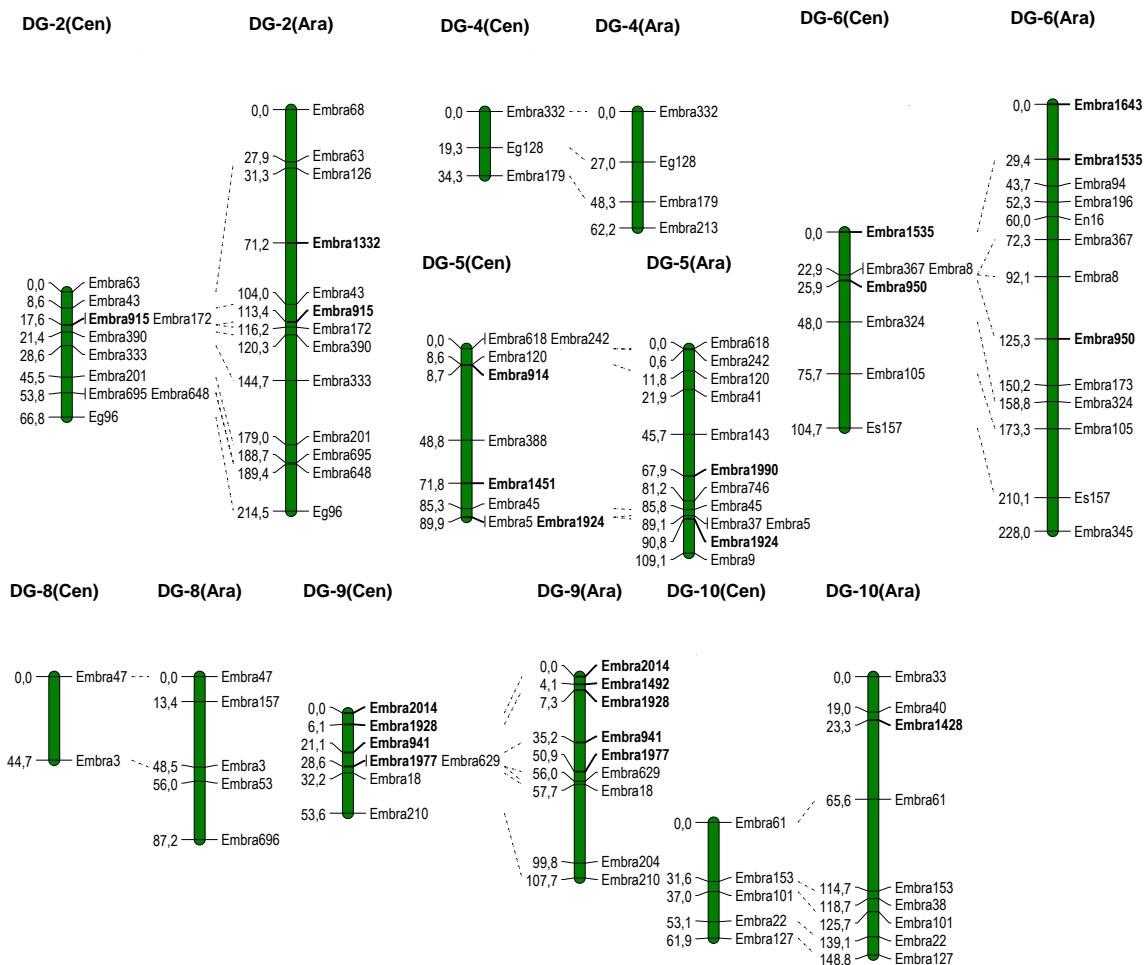 DG-2(Cen)
0,0 Embra63
8,6 Embra43
17,6 Embra915 Embra172
21,4 Embra390
28,6 Embra333
45,5 Embra201
53,8 Embra695 Embra648
66,8 Eg96
DG-2(Ara)
0,0 Embra68
27,9 Embra63
31,3 Embra126
71,2 Embra1332
104,0 Embra43
113,4 Embra915
116,2 Embra172
120,3 Embra390
144,7 Embra333
179,0 Embra201
188,7 Embra695
189,4 Embra648
214,5 Eg96
DG-4(Cen)
0,0 Embra332
19,3 Eg128
34,3 Embra179
DG-4(Ara)
0,0 Embra332
27,0 Eg128
48,3 Embra179
62,2 Embra213
DG-5(Cen)
0,0 Embra618 Embra242
8,6 Embra120
8,7 Embra914
48,8 Embra388
71,8 Embra1451
85,3 Embra45
89,9 Embra5 Embra1924
DG-5(Ara)
0,0 Embra618
0,6 Embra242
11,8 Embra120
21,9 Embra41
45,7 Embra143
67,9 Embra1990
81,2 Embra746
85,8 Embra45
89,1 Embra37 Embra5
90,8 Embra1924
109,1 Embra9
DG-6(Cen)
0,0 Embra1535
22,9 Embra367 Embra8
25,9 Embra950
48,0 Embra324
75,7 Embra105
104,7 Es157
DG-6(Ara)
0,0 Embra1643
29,4 Embra1535
43,7 Embra94
52,3 Embra196
60,0 En16
72,3 Embra367
92,1 Embra8
125,3 Embra950
150,2 Embra173
158,8 Embra324
173,3 Embra105
210,1 Es157
228,0 Embra345
DG-8(Cen)
0,0 Embra47
44,7 Embra3
DG-8(Ara)
0,0 Embra47
13,4 Embra157
48,5 Embra3
56,0 Embra53
87,2 Embra696
DG-9(Cen)
0,0 Embra2014
6,1 Embra1928
21,1 Embra941
28,6 Embra1977 Embra629
32,2 Embra18
53,6 Embra210
DG-9(Ara)
0,0 Embra2014
4,1 Embra1492
7,3 Embra1928
35,2 Embra941
50,9 Embra1977
56,0 Embra629
57,7 Embra18
99,8 Embra204
107,7 Embra210
DG-10(Cen)
0,0 Embra61
31,6 Embra153
37,0 Embra101
53,1 Embra22
61,9 Embra127
DG-10(Ara)
0,0 Embra33
19,0 Embra40
23,3 Embra1428
65,6 Embra61
114,7 Embra153
118,7 Embra38
125,7 Embra101
139,1 Embra22
148,8 Embra127